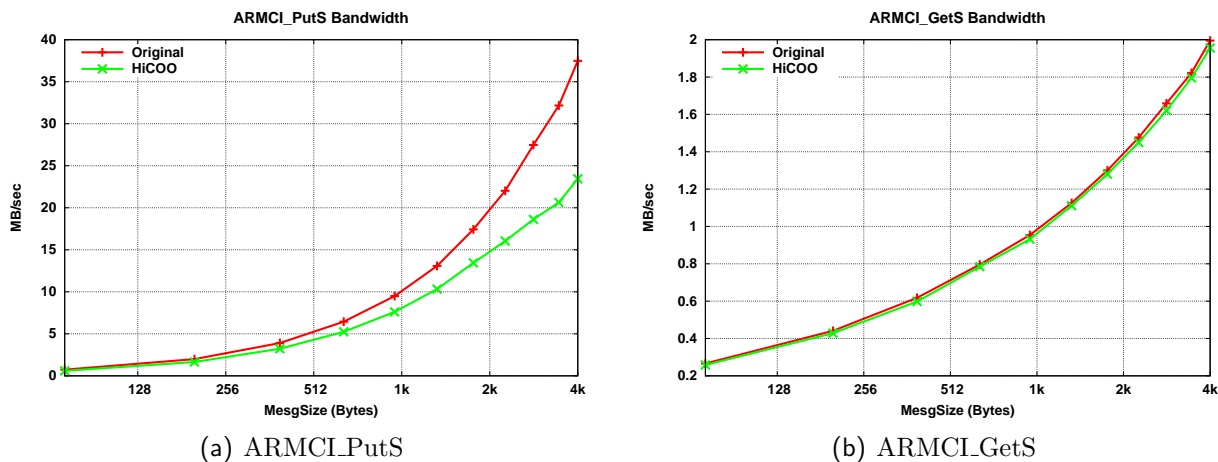 ARMCI_PutS Bandwidth
40
35
30
25
20
15
10
5
0
MB/sec
Original
HiCOO
128
256
512
1k
2k
4k
MesgSize (Bytes)
(a) ARMCI_PutS
ARMCI_GetS Bandwidth
2
1.8
1.6
1.4
1.2
1
0.8
0.6
0.4
0.2
MB/sec
Original
HiCOO
128
256
512
1k
2k
4k
MesgSize (Bytes)
(b) ARMCI_GetS